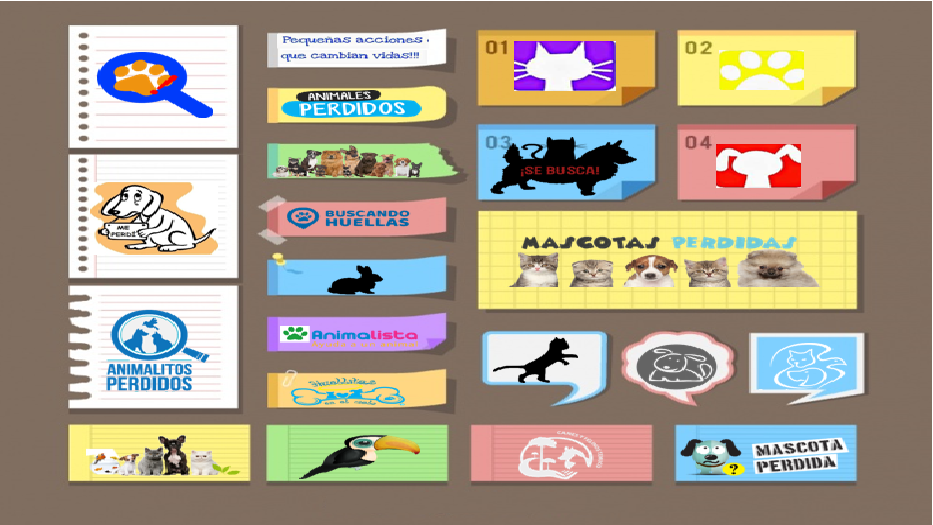 ME
PERDI
ANIMALITOS
PERDIDOS
Pequeñas acciones
que cambian vidas!!!
ANIMALES
PERDIDOS
BUSCANDO
HUELLAS
Animalista
01
02
03
¡SE BUSCA!
04
MASCOTAS PERDIDAS
?
MASCOTA
PERDIDA